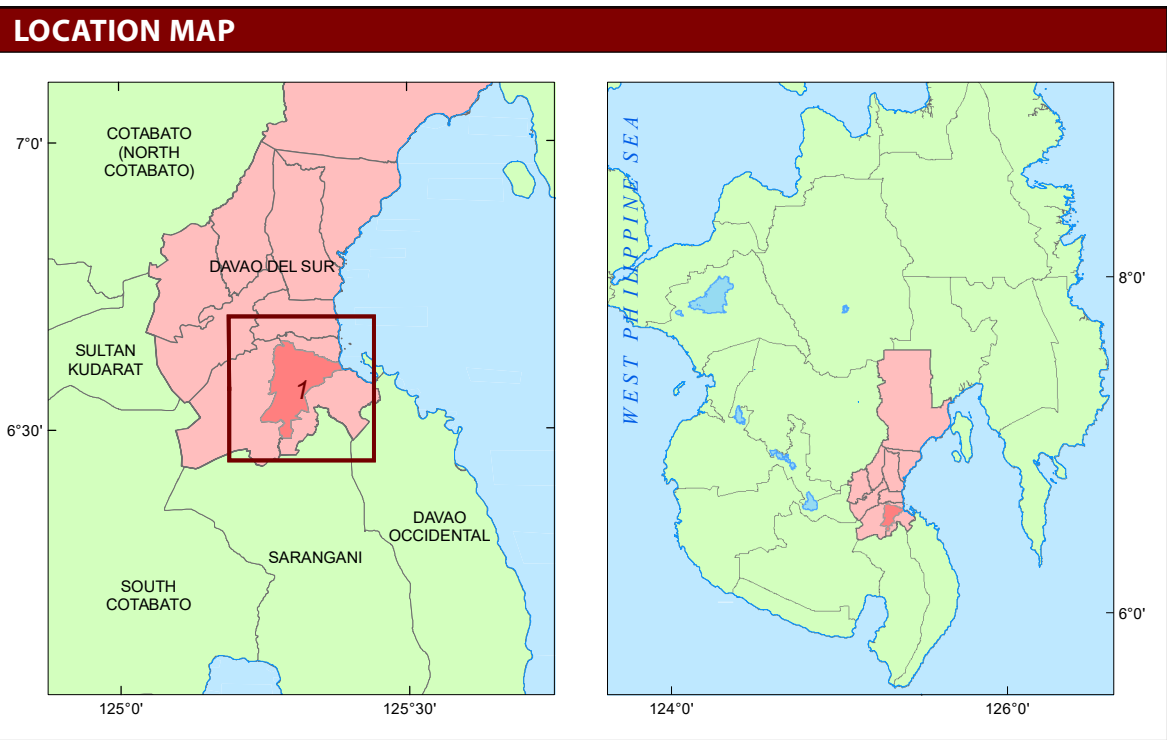 LOCATION MAP
COTABATO
(NORTH
COTABATO)
7°0'
DAVAO DEL SUR
SULTAN
KUDARAT
1
6°30'
DAVAO
OCCIDENTAL
SARANGANI
SOUTH
COTABATO
125°0'
125°30'
WEST PHILIPPINE SEA
8°0'
6°0'
124°0'
126°0'